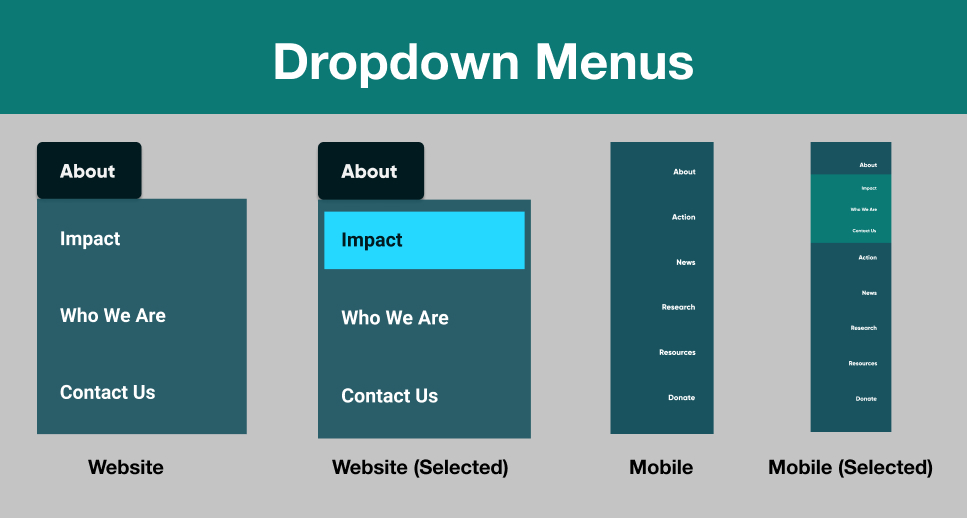 Dropdown Menus
About
Impact
Who We Are
Contact Us
Website
About
Impact
Who We Are
Contact Us
Website (Selected)
About
Action
News
Research
Resources
Donate
Mobile
About
Impact
Who We Are
Contact Us
Action
News
Research
Resources
Donate
Mobile (Selected)